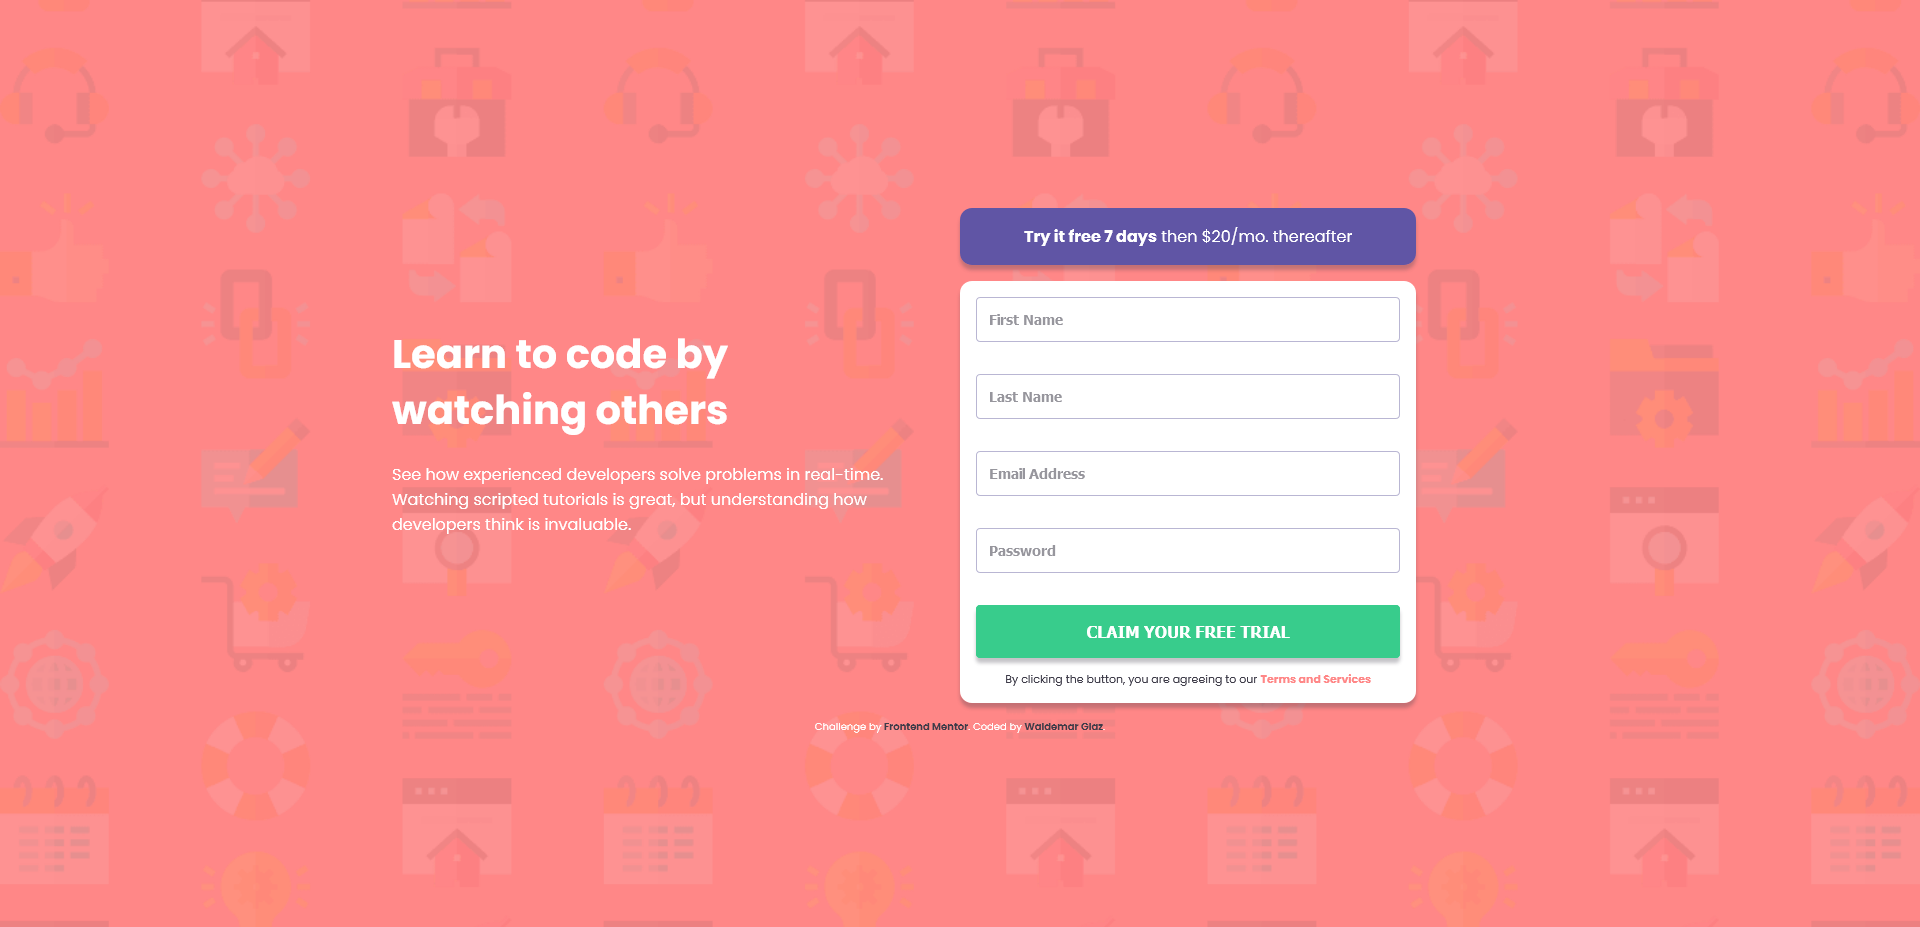 Learn to code by
watching others
See how experienced developers solve problems in real-time.
Watching scripted tutorials is great, but understanding how
developers think is invaluable.
Try it free 7 days then $20/mo. thereafter
First Name
Last Name
Email Address
Password
CLAIM YOUR FREE TRIAL
By clicking the button, you are agreeing to our Terms and Services
Challenge by Frontend Mentor. Coded by Waldemar Glaz.